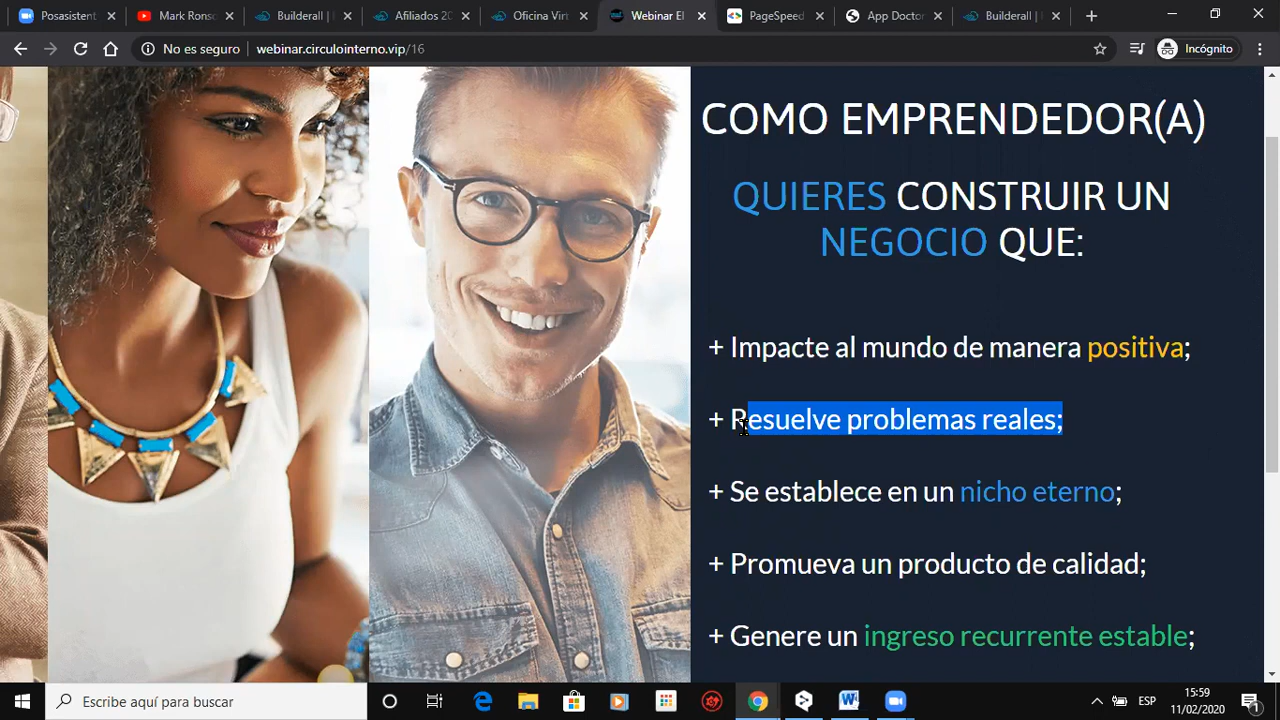 Posasistent
Mark Ronso
Builderall |
Afiliados 20
Oficina Virt
Webinar El
PageSpeed
App Doctor
Builderall |
No es seguro
webinar.circulointerno.vip/16
Incógnito
COMO EMPRENDEDOR(A)
QUIERES CONSTRUIR UN
NEGOCIO QUE:
+ Impacte al mundo de manera positiva;
+ Resuelve problemas reales;
+ Se establece en un nicho eterno;
+ Promueva un producto de calidad;
+ Genere un ingreso recurrente estable;
Escribe aquí para buscar
ESP
15:59
11/02/2020